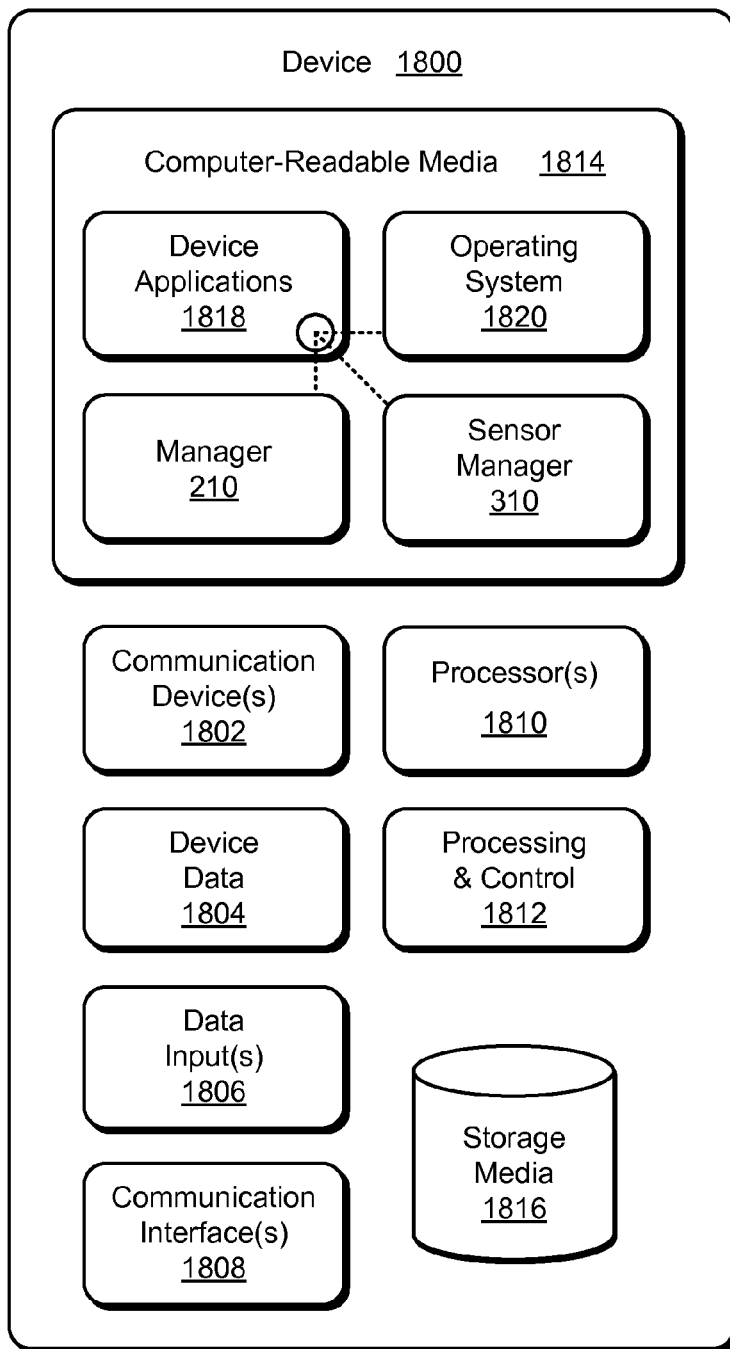 Device 1800
Computer-Readable Media 1814
Device
Applications
1818
Operating
System
1820
Manager
210
Sensor
Manager
310
Communication
Device(s)
1802
Processor(s)
1810
Device
Data
1804
Processing
& Control
1812
Data
Input(s)
1806
Storage
Media
1816
Communication
Interface(s)
1808